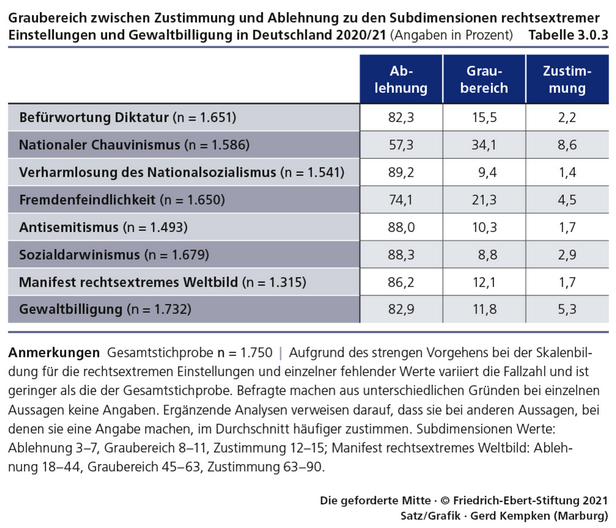 Graubereich zwischen Zustimmung und Ablehnung zu den Subdimensionen rechtsextremer
Einstellungen und Gewaltbilligung in Deutschland 2020/21 (Angaben in Prozent) Tabelle 3.0.3
Ab-
lehnung
Grau-
bereich
Zustim-
mung
Befürwortung Diktatur (n = 1.651) 82,3 15,5 2,2
Nationaler Chauvinismus (n = 1.586) 57,3 34,1 8,6
Verharmlosung des Nationalsozialismus (n = 1.541) 89,2 9,4 1,4
Fremdenfeindlichkeit (n = 1.650) 74,1 21,3 4,5
Antisemitismus (n = 1.493) 88,0 10,3 1,7
Sozialdarwinismus (n = 1.679) 88,3 8,8 2,9
Manifest rechtsextremes Weltbild (n = 1.315) 86,2 12,1 1,7
Gewaltbilligung (n = 1.732) 82,9 11,8 5,3
Anmerkungen Gesamtstichprobe n = 1.750 | Aufgrund des strengen Vorgehens bei der Skalenbil-
dung für die rechtsextremen Einstellungen und einzelner fehlender Werte variiert die Fallzahl und ist
geringer als die der Gesamtstichprobe. Befragte machen aus unterschiedlichen Gründen bei einzelnen
Aussagen keine Angaben. Ergänzende Analysen verweisen darauf, dass sie bei anderen Aussagen, bei
denen sie eine Angabe machen, im Durchschnitt häufiger zustimmen. Subdimensionen Werte:
Ablehnung 3–7, Graubereich 8–11, Zustimmung 12–15; Manifest rechtsextremes Weltbild: Ableh-
nung 18–44, Graubereich 45–63, Zustimmung 63–90.
Die geforderte Mitte · © Friedrich-Ebert-Stiftung 2021
Satz/Grafik · Gerd Kempken (Marburg)